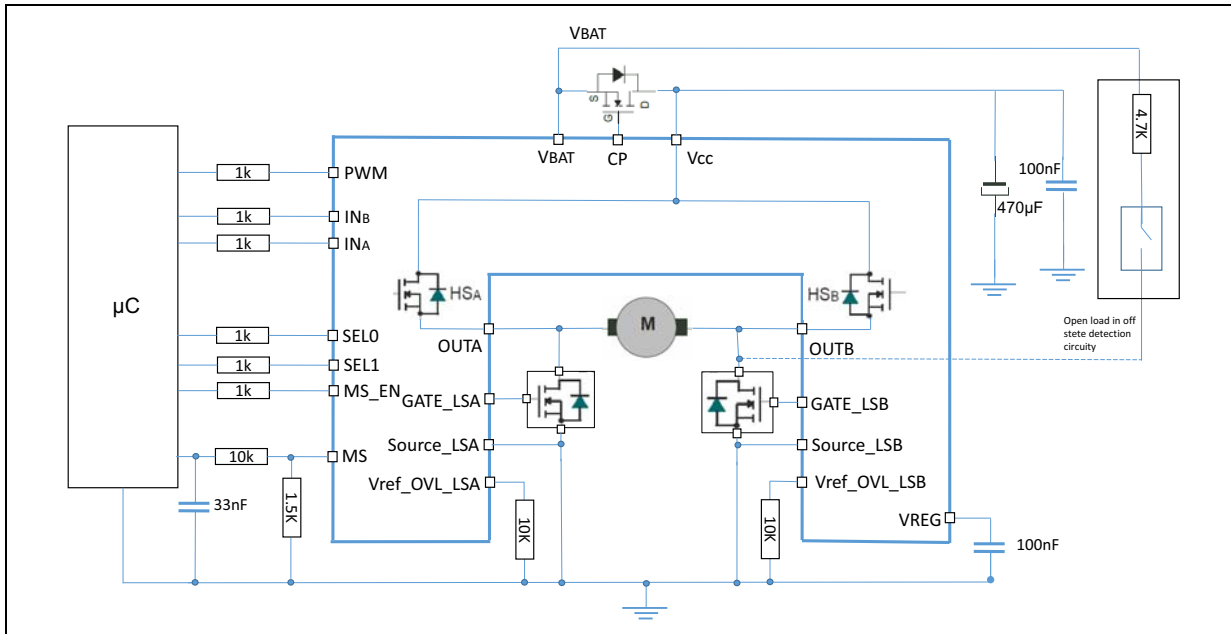 VBAT
S
D
G
4.7K
VBAT
CP
Vcc
100nF
470µF
1k
PWM
1k
INB
1k
INA
µC
HSA
M
HSB
OUTA
OUTB
Open load in off
stete detection
circuity
1k
SEL0
1k
SEL1
1k
MS_EN
GATE_LSA
GATE_LSB
Source_LSA
Source_LSB
10k
MS
Vref_OVL_LSA
Vref_OVL_LSB
33nF
1.5K
10K
10K
VREG
100nF